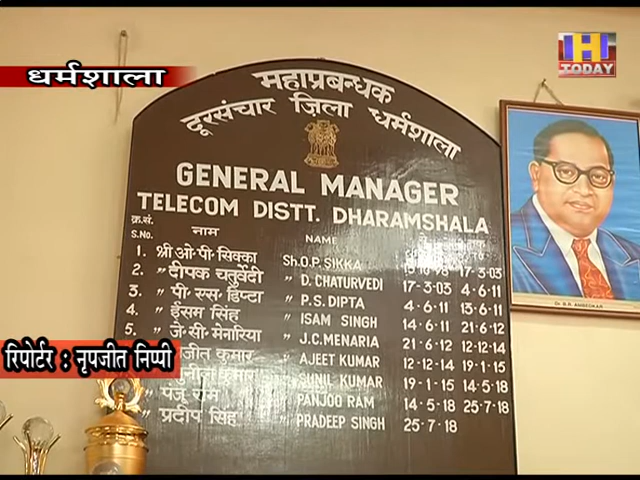 धर्मशाला
IHI
TODAY
महाप्रबन्धक
दूरसंचार ज़िला धर्मशाला
GENERAL MANAGER
TELECOM DISTT. DHARAMSHALA
क्र.सं. नाम
S.No. NAME
1. श्री ओ.पी. सिक्का Sh.O.P. SIKKA 17-3-03
2. ״ दीपक चतुर्वेदी ״ D. CHATURVEDI 17-3-03 4-6-11
3. ״ पी. एस. डिप्टा ״ P.S. DIPTA 4-6-11 13-6-11
4. ״ ईसम सिंह ״ ISAM SINGH 14-6-11 21-6-12
5. ״ जे. सी. मेनारिया ״ J.C. MENARIA 21-6-12 12-12-14
कुमार ״ AJEET KUMAR 12-12-14 19-1-15
कुमार ״ SUNIL KUMAR 19-1-15 14-5-18
״ पंजू राम ״ PANJOO RAM 14-5-18 25-7-18
״ प्रदीप सिंह ״ PRADEEP SINGH 25-7-18
Dr. B.R. AMBEDKAR
रिपोर्टर : नृपजीत निप्पी